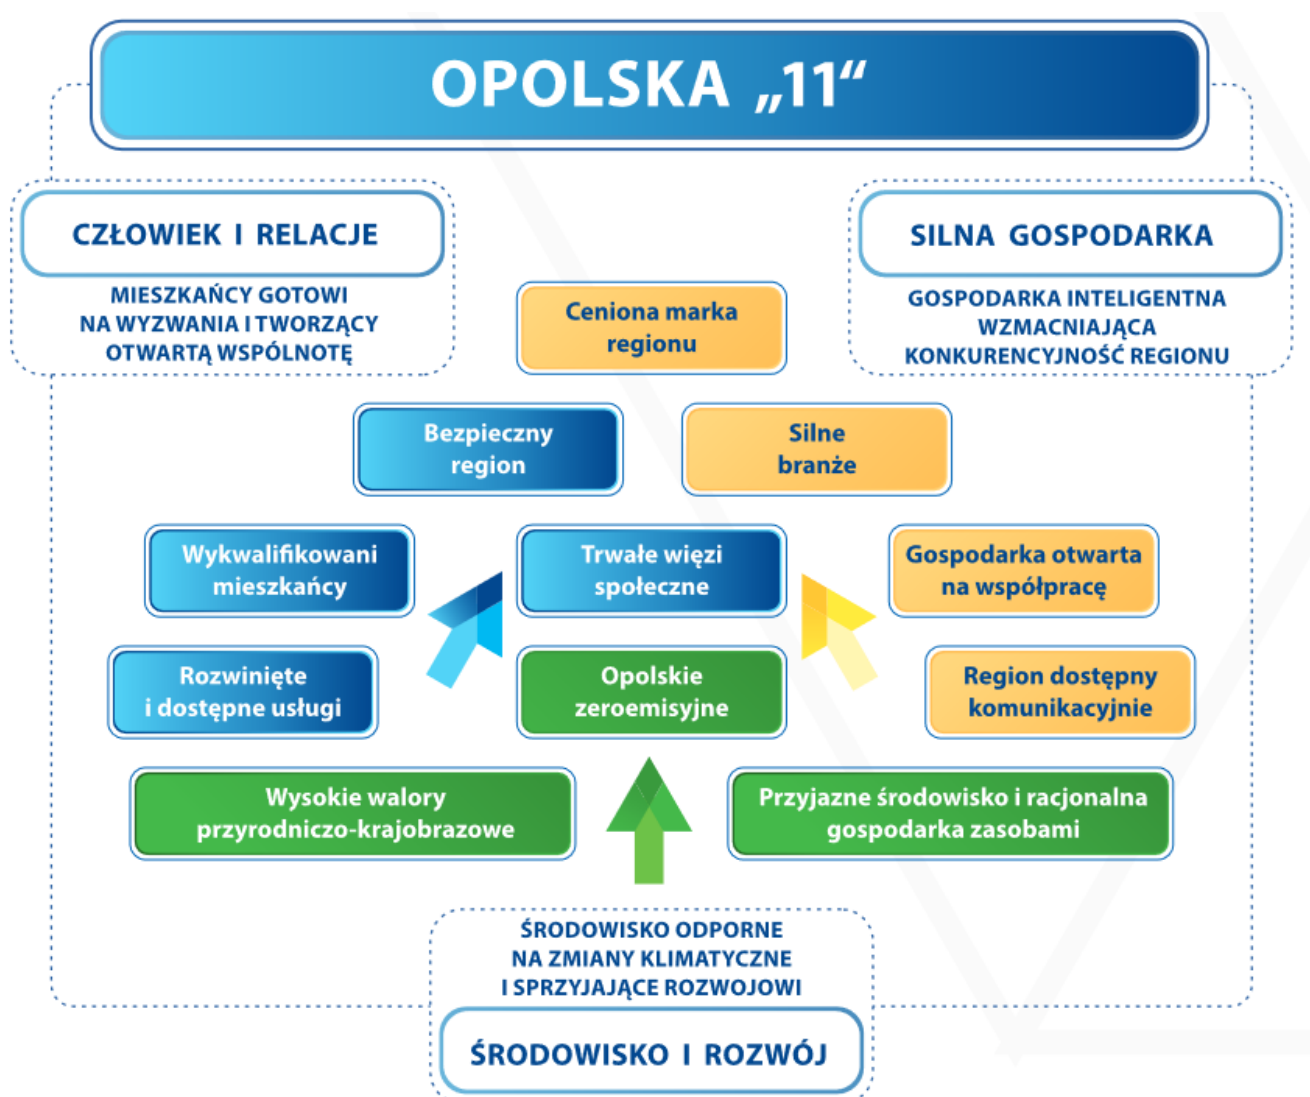 OPOLSKA „11“
CZŁOWIEK I RELACJE
MIESZKAŃCY GOTOWI
NA WYZWANIA I TWORZĄCY
OTWARTĄ WSPÓLNOTĘ
SILNA GOSPODARKA
GOSPODARKA INTELIGENTNA
WZMACNIAJĄCA
KONKURENCYJNOŚĆ REGIONU
Ceniona marka
regionu
Bezpieczny
region
Silne
branże
Wykwalifikowani
mieszkańcy
Trwałe więzi
społeczne
Gospodarka otwarta
na współpracę
Rozwinięte
i dostępne usługi
Opolskie
zeroemisyjne
Region dostępny
komunikacyjnie
Wysokie walory
przyrodniczo-krajobrazowe
Przyjazne środowisko i racjonalna
gospodarka zasobami
ŚRODOWISKO ODPORNE
NA ZMIANY KLIMATYCZNE
I SPRZYJAJĄCE ROZWOJOWI
ŚRODOWISKO I ROZWÓJ